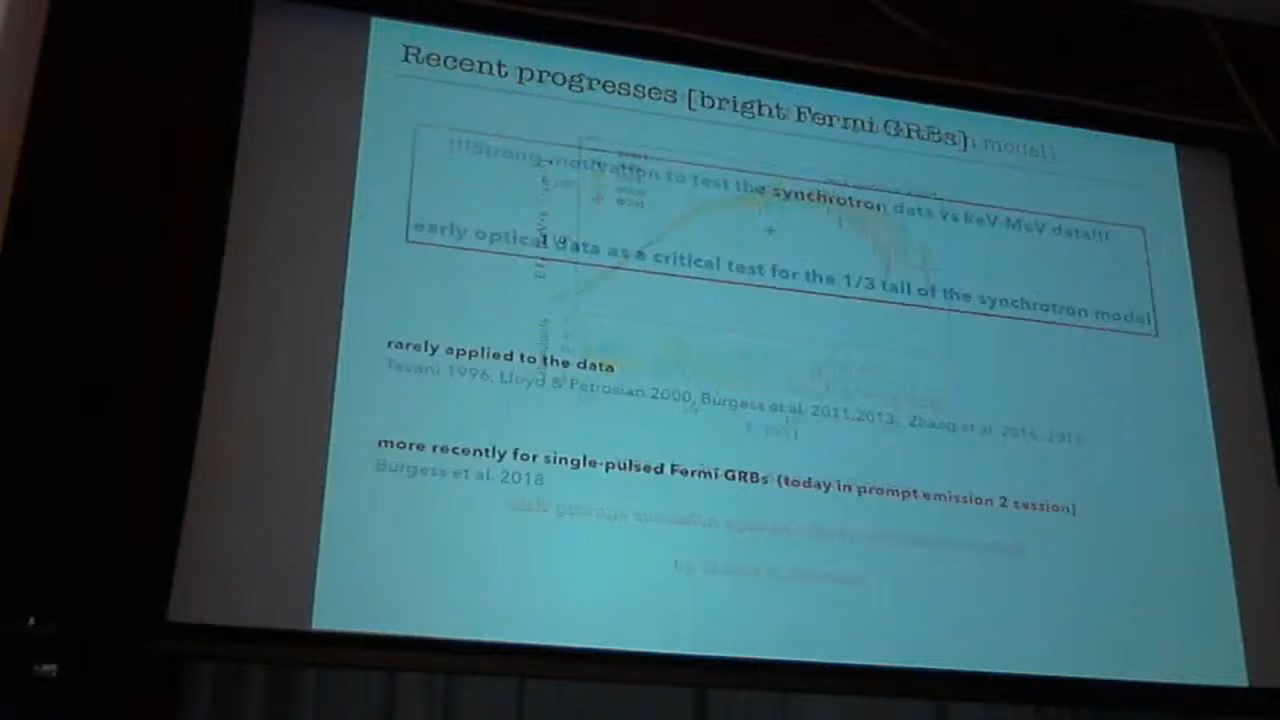 Recent progresses [bright Fermi GRBs] model]
!!!Strong motivation to test the synchrotron data vs keV-MeV data!!!
early optical data as a critical test for the 1/3 tail of the synchrotron model
rarely applied to the data
Tavani 1996, Lloyd & Petrosian 2000, Burgess et al. 2011,2013, Zhang et al. 2016,
more recently for single-pulsed Fermi GRBs (today in prompt emission 2 session)
Burgess et al. 2018
by